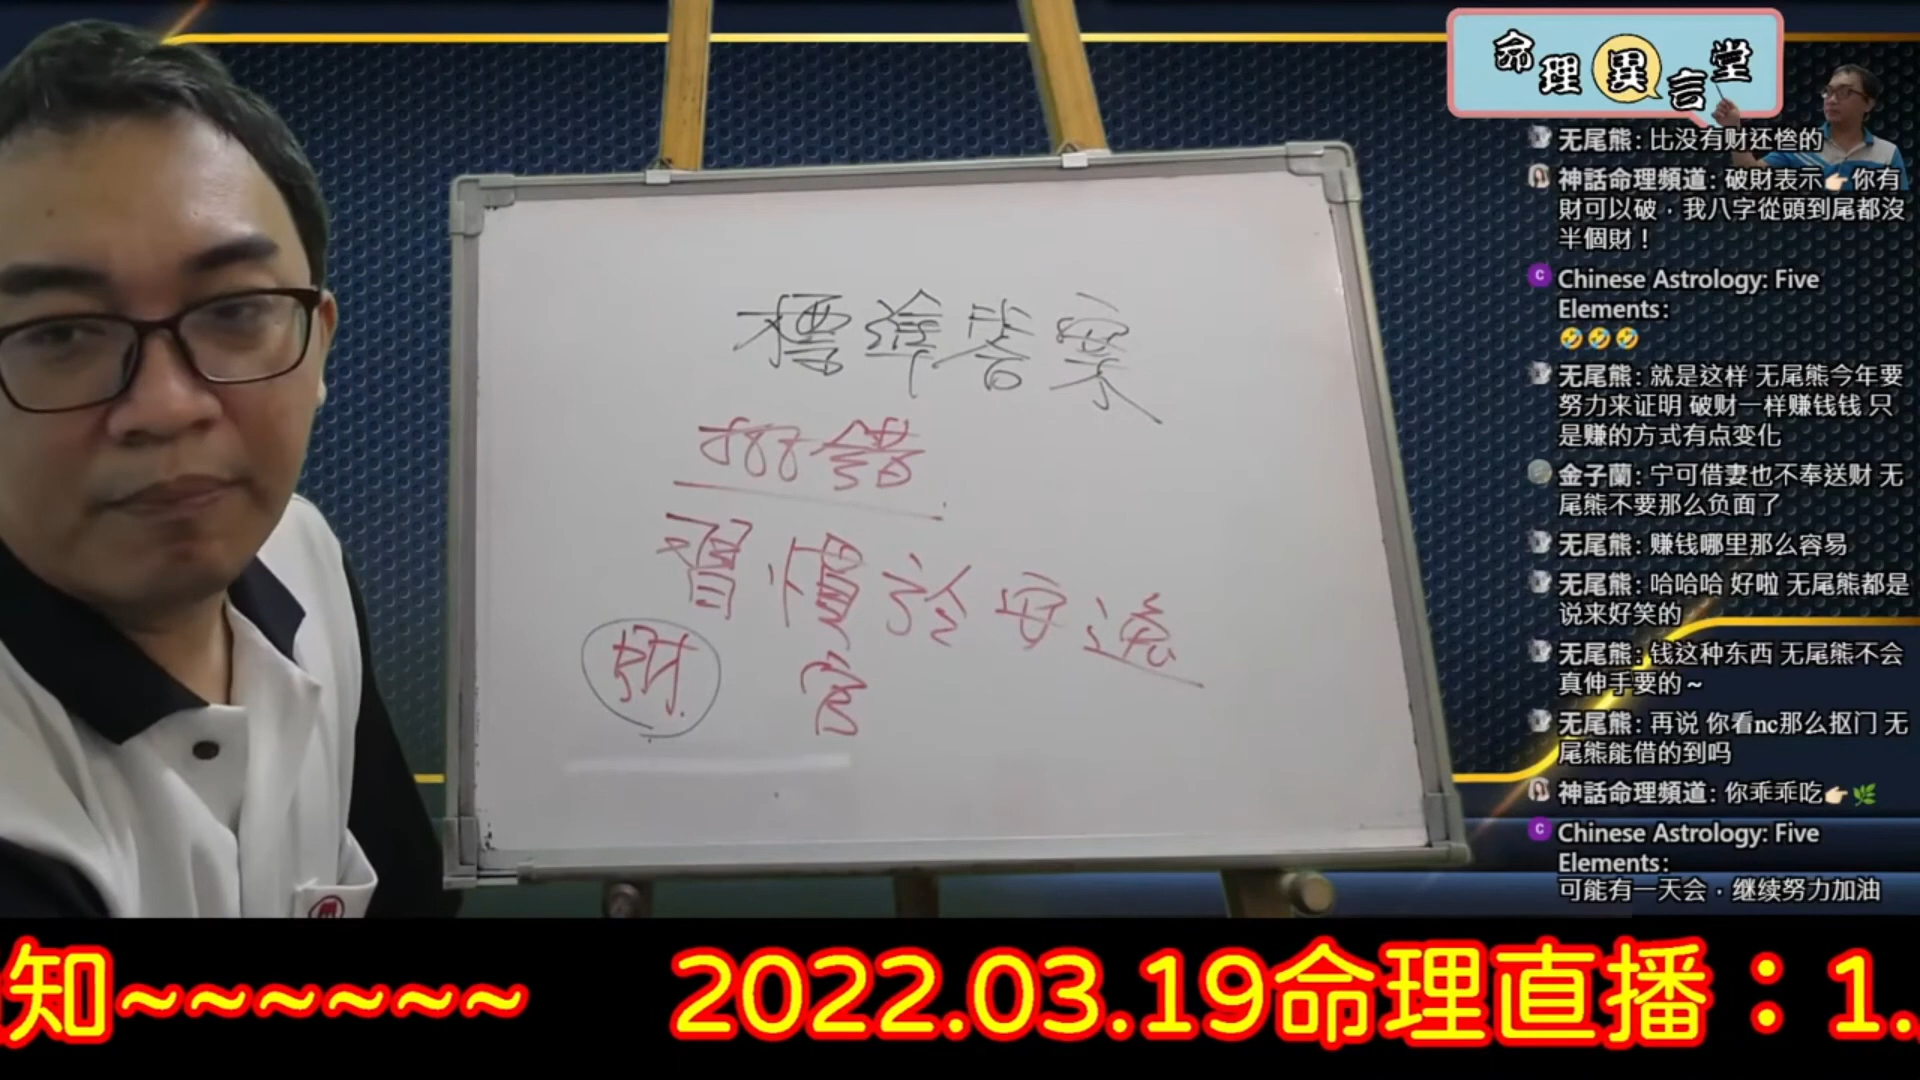 命理異言堂
无尾熊: 比没有财还惨的
神話命理頻道: 破財表示👉🏻你有
財可以破，我八字從頭到尾都沒
半個財！
Chinese Astrology: Five
Elements:
🤣🤣🤣
无尾熊: 就是这样 无尾熊今年要
努力来证明 破财一样赚钱钱 只
是赚的方式有点变化
金子蘭: 宁可借妻也不奉送财 无
尾熊不要那么负面了
无尾熊: 赚钱哪里那么容易
无尾熊: 哈哈哈 好啦 无尾熊都是
说来好笑的
无尾熊: 钱这种东西 无尾熊不会
真伸手要的~
无尾熊: 再说 你看nc那么抠门 无
尾熊能借的到吗
神話命理頻道: 你乖乖吃👉🏻🌿
Chinese Astrology: Five
Elements:
可能有一天会，继续努力加油
標準答案
錯
習慣於安逸
財 官
知~~~~~~ 2022.03.19命理直播：1.